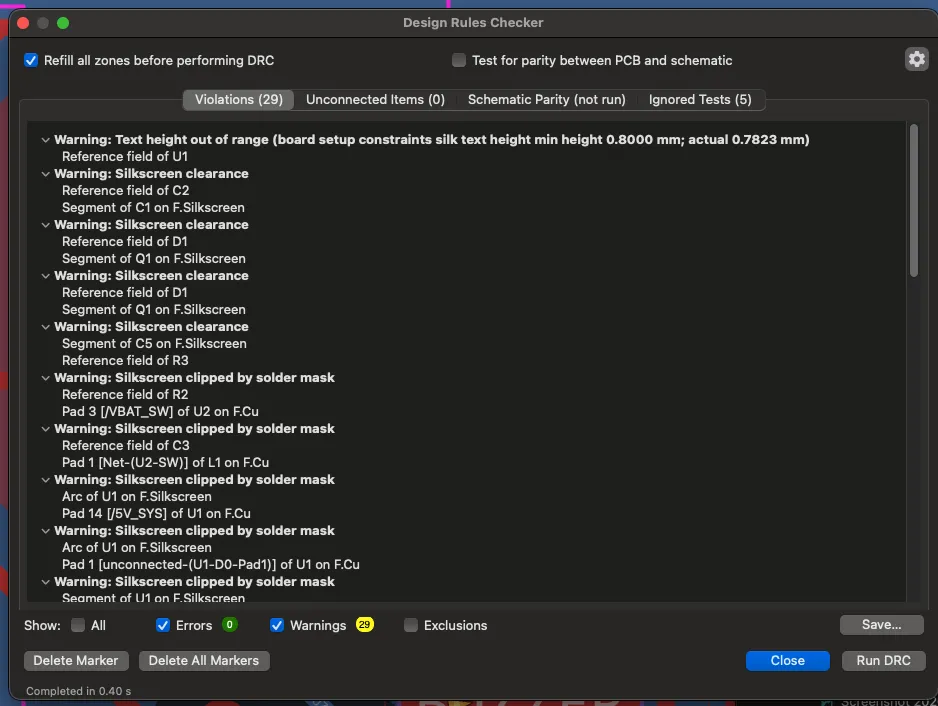 Design Rules Checker
Refill all zones before performing DRC
Test for parity between PCB and schematic
Violations (29)
Unconnected Items (0)
Schematic Parity (not run)
Ignored Tests (5)
Warning: Text height out of range (board setup constraints silk text height min height 0.8000 mm; actual 0.7823 mm)
Reference field of U1
Warning: Silkscreen clearance
Reference field of C2
Segment of C1 on F.Silkscreen
Warning: Silkscreen clearance
Reference field of D1
Segment of Q1 on F.Silkscreen
Warning: Silkscreen clearance
Reference field of D1
Segment of Q1 on F.Silkscreen
Warning: Silkscreen clearance
Segment of C5 on F.Silkscreen
Reference field of R3
Warning: Silkscreen clipped by solder mask
Reference field of R2
Pad 3 [/VBAT_SW] of U2 on F.Cu
Warning: Silkscreen clipped by solder mask
Reference field of C3
Pad 1 [Net-(U2-SW)] of L1 on F.Cu
Warning: Silkscreen clipped by solder mask
Arc of U1 on F.Silkscreen
Pad 14 [/5V_SYS] of U1 on F.Cu
Warning: Silkscreen clipped by solder mask
Arc of U1 on F.Silkscreen
Pad 1 [unconnected-(U1-D0-Pad1)] of U1 on F.Cu
Warning: Silkscreen clipped by solder mask
Segment of U1 on F.Silkscreen
Show:
All
Errors 0
Warnings 29
Exclusions
Save...
Delete Marker
Delete All Markers
Close
Run DRC
Completed in 0.40 s
Screenshot 202